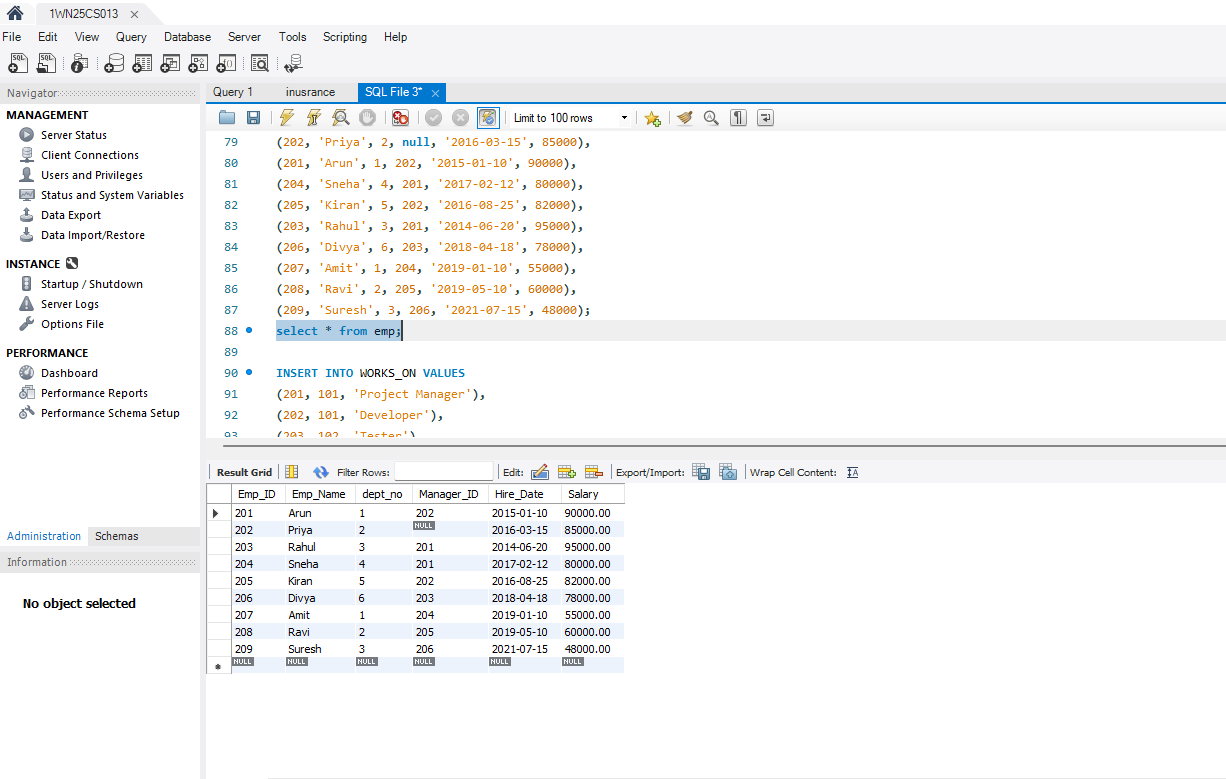 1WN25CS013
File Edit View Query Database Server Tools Scripting Help
Navigator
MANAGEMENT
Server Status
Client Connections
Users and Privileges
Status and System Variables
Data Export
Data Import/Restore
INSTANCE
Startup / Shutdown
Server Logs
Options File
PERFORMANCE
Dashboard
Performance Reports
Performance Schema Setup
Administration Schemas
Information
No object selected
Query 1 inusrance SQL File 3*
Limit to 100 rows
79 (202, 'Priya', 2, null, '2016-03-15', 85000),
80 (201, 'Arun', 1, 202, '2015-01-10', 90000),
81 (204, 'Sneha', 4, 201, '2017-02-12', 80000),
82 (205, 'Kiran', 5, 202, '2016-08-25', 82000),
83 (203, 'Rahul', 3, 201, '2014-06-20', 95000),
84 (206, 'Divya', 6, 203, '2018-04-18', 78000),
85 (207, 'Amit', 1, 204, '2019-01-10', 55000),
86 (208, 'Ravi', 2, 205, '2019-05-10', 60000),
87 (209, 'Suresh', 3, 206, '2021-07-15', 48000);
88 select * from emp;
89
90 INSERT INTO WORKS_ON VALUES
91 (201, 101, 'Project Manager'),
92 (202, 101, 'Developer'),
93 (203, 102, 'Tester')
Result Grid Filter Rows: Edit: Export/Import: Wrap Cell Content:
Emp_ID Emp_Name dept_no Manager_ID Hire_Date Salary
201 Arun 1 202 2015-01-10 90000.00
202 Priya 2 NULL 2016-03-15 85000.00
203 Rahul 3 201 2014-06-20 95000.00
204 Sneha 4 201 2017-02-12 80000.00
205 Kiran 5 202 2016-08-25 82000.00
206 Divya 6 203 2018-04-18 78000.00
207 Amit 1 204 2019-01-10 55000.00
208 Ravi 2 205 2019-05-10 60000.00
209 Suresh 3 206 2021-07-15 48000.00
NULL NULL NULL NULL NULL NULL